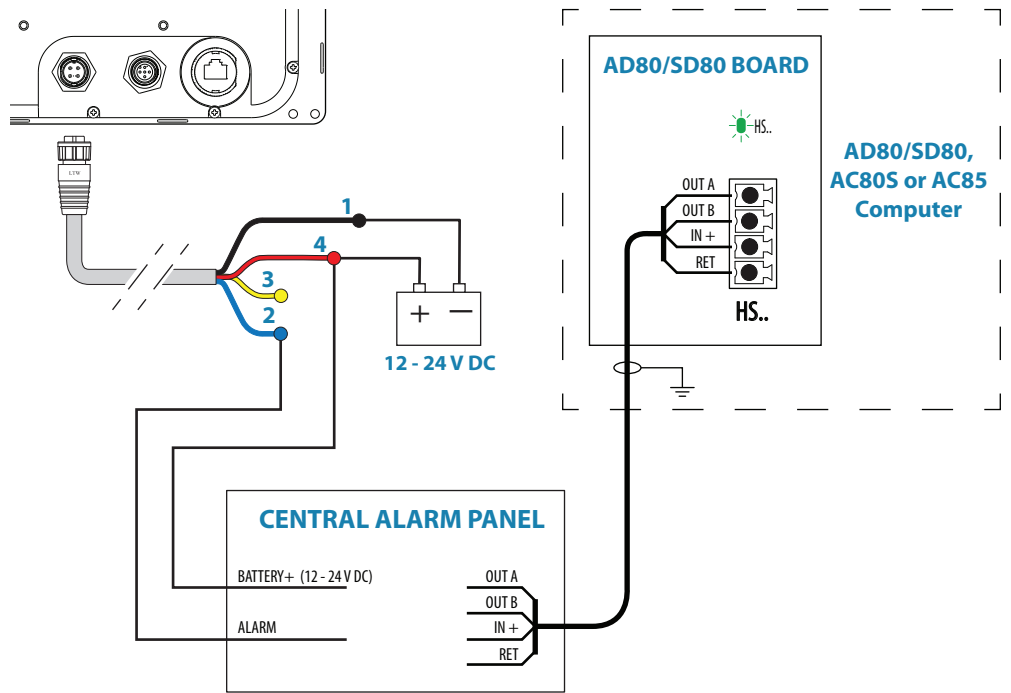 AD80/SD80 BOARD
HS..
AD80/SD80,
AC80S or AC85
Computer
OUT A
OUT B
IN +
RET
HS..
LTW
1
4
3
2
+ −
12 - 24 V DC
CENTRAL ALARM PANEL
BATTERY+ (12 - 24 V DC)
ALARM
OUT A
OUT B
IN +
RET